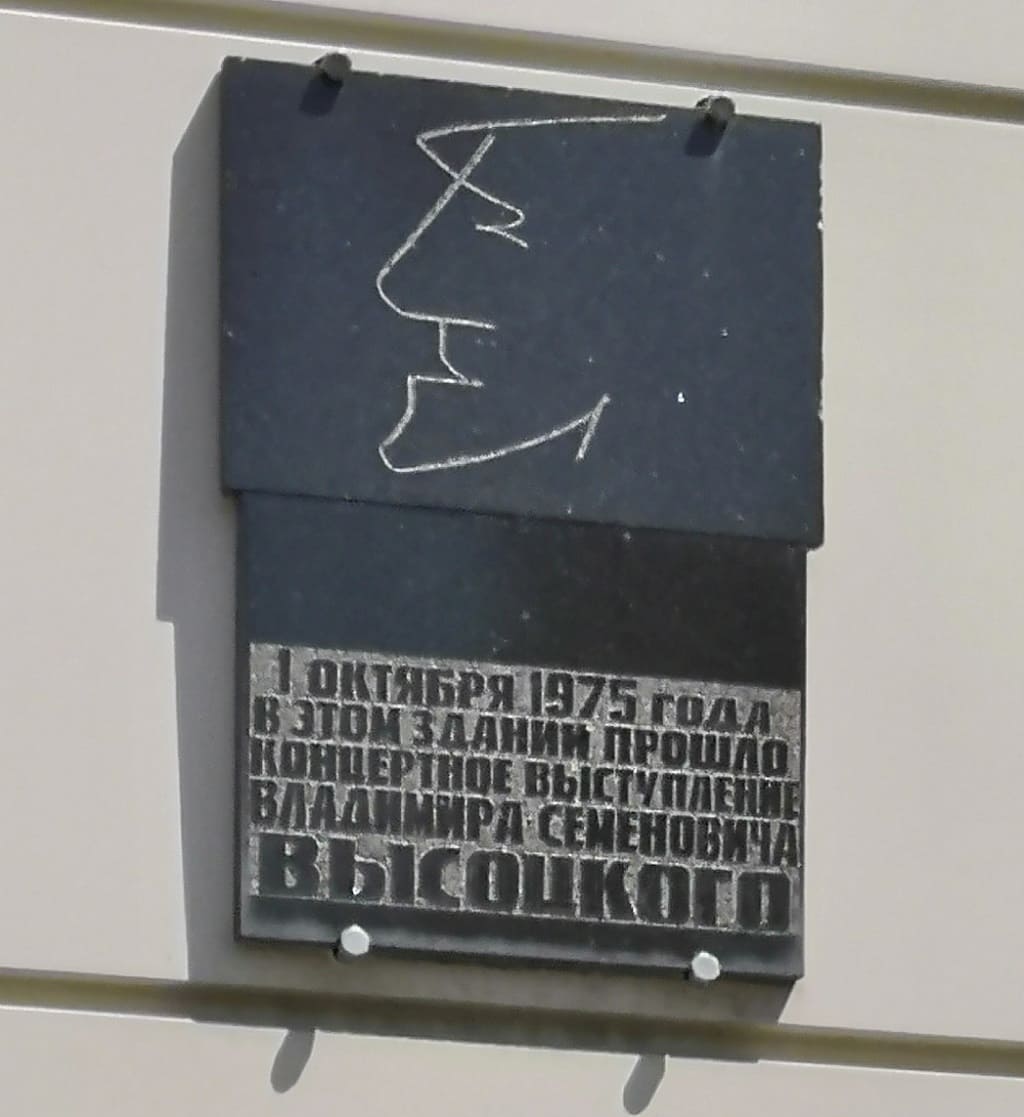 1 ОКТЯБРЯ 1975 ГОДА
В ЭТОМ ЗДАНИИ ПРОШЛО
КОНЦЕРТНОЕ ВЫСТУПЛЕНИЕ
ВЛАДИМИРА СЕМЕНОВИЧА
ВЫСОЦКОГО